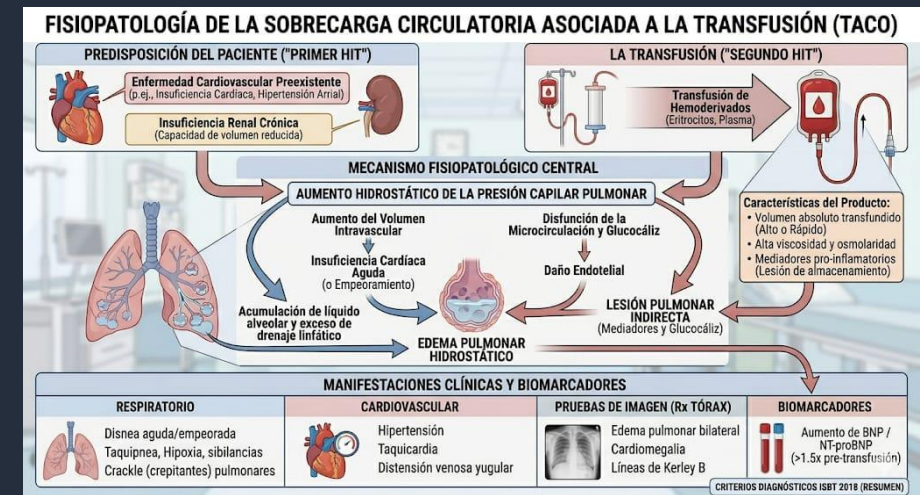 FISIOPATOLOGÍA DE LA SOBRECARGA CIRCULATORIA ASOCIADA A LA TRANSFUSIÓN (TACO)
PREDISPOSICIÓN DEL PACIENTE ("PRIMER HIT")
Enfermedad Cardiovascular Preexistente
(p.ej., Insuficiencia Cardíaca, Hipertensión Arrial)
Insuficiencia Renal Crónica
(Capacidad de volumen reducida)
LA TRANSFUSIÓN ("SEGUNDO HIT")
Transfusión de
Hemoderivados
(Eritrocitos, Plasma)
MECANISMO FISIOPATOLÓGICO CENTRAL
AUMENTO HIDROSTÁTICO DE LA PRESIÓN CAPILAR PULMONAR
Aumento del Volumen
Intravascular
Insuficiencia Cardíaca
Aguda
(o Empeoramiento)
Disfunción de la
Microcirculación y Glucocáliz
Daño Endotelial
Acumulación de líquido
alveolar y exceso de
drenaje linfático
EDEMA PULMONAR
HIDROSTÁTICO
LESIÓN PULMONAR
INDIRECTA
(Mediadores y Glucocáliz)
Características del Producto:
• Volumen absoluto transfundido
(Alto o Rápido)
• Alta viscosidad y osmolaridad
• Mediadores pro-inflamatorios
(Lesión de almacenamiento)
MANIFESTACIONES CLÍNICAS Y BIOMARCADORES
RESPIRATORIO
Disnea aguda/empeorada
Taquipnea, Hipoxia, sibilancias
Crackle (crepitantes) pulmonares
CARDIOVASCULAR
Hipertensión
Taquicardia
Distensión venosa yugular
PRUEBAS DE IMAGEN (Rx TÓRAX)
Edema pulmonar bilateral
Cardiomegalia
Líneas de Kerley B
BIOMARCADORES
Aumento de BNP /
NT-proBNP
(>1.5x pre-transfusión)
CRITERIOS DIAGNÓSTICOS ISBT 2018 (RESUMEN)